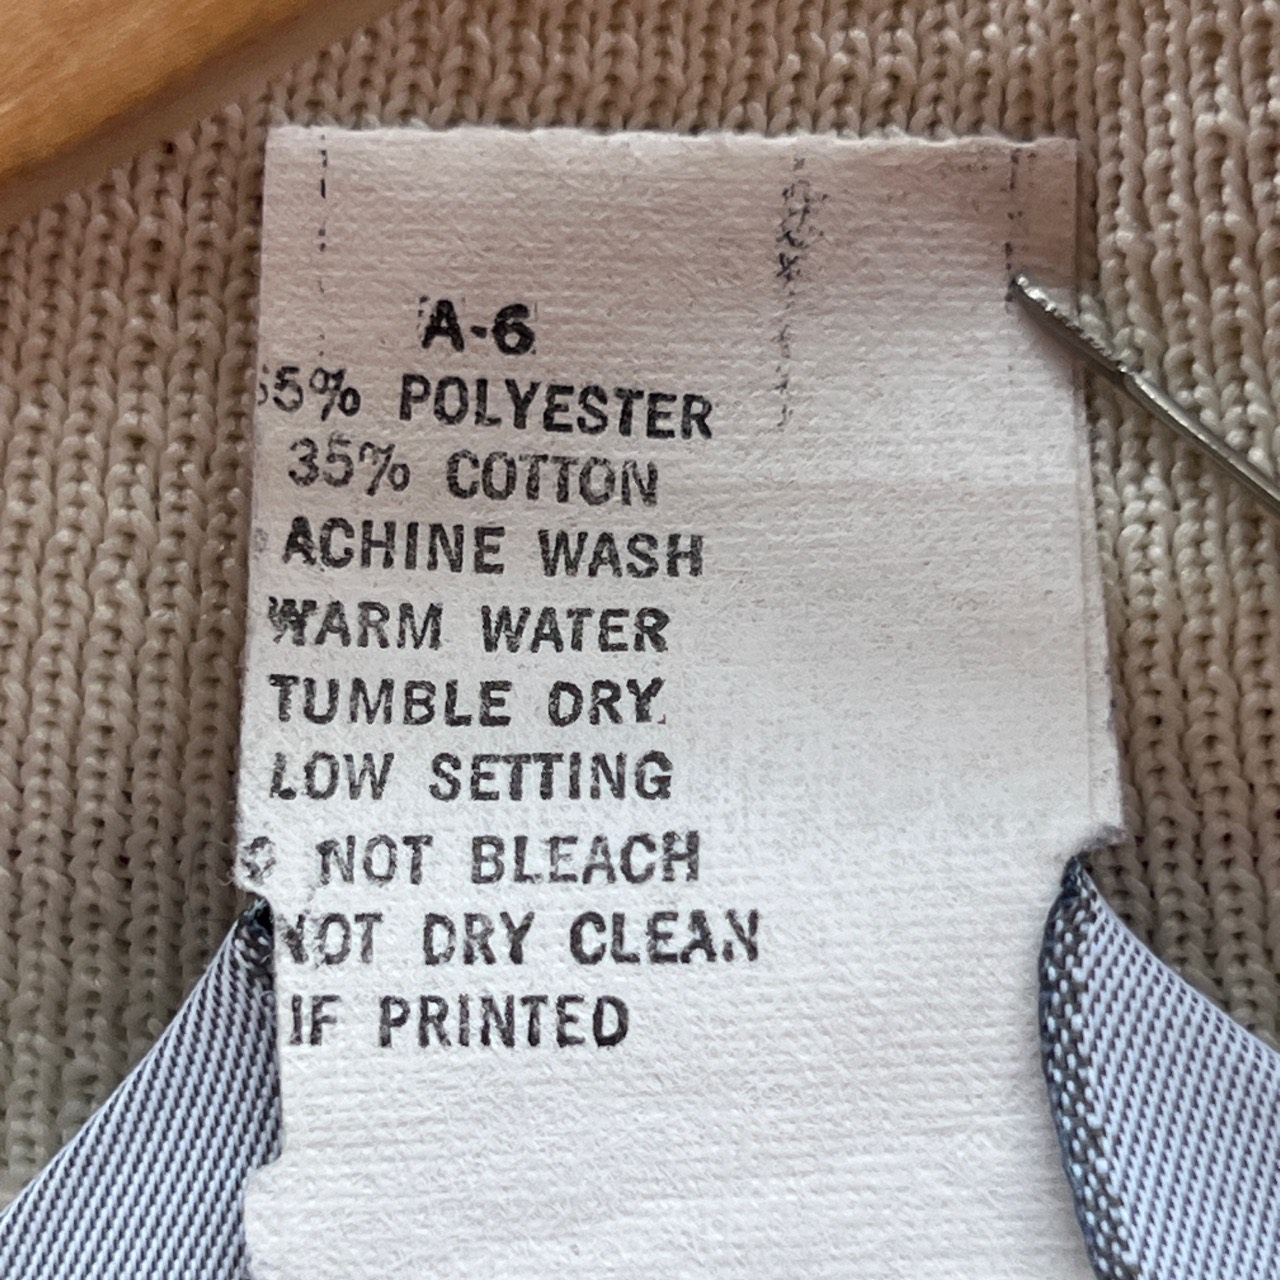 A-6
65% POLYESTER
35% COTTON
ACHINE WASH
WARM WATER
TUMBLE DRY.
LOW SETTING
O NOT BLEACH
NOT DRY CLEAN
IF PRINTED